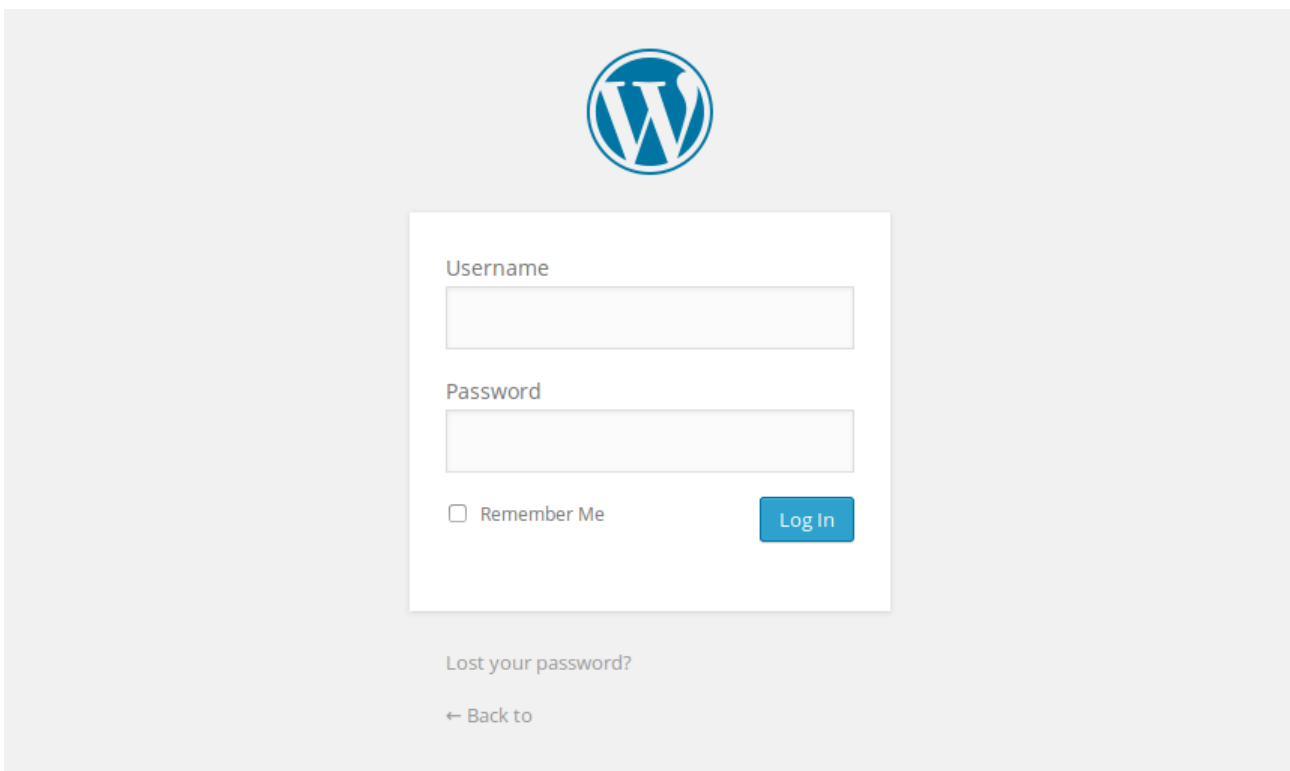 W
Username
Password
Remember Me
Log In
Lost your password?
← Back to